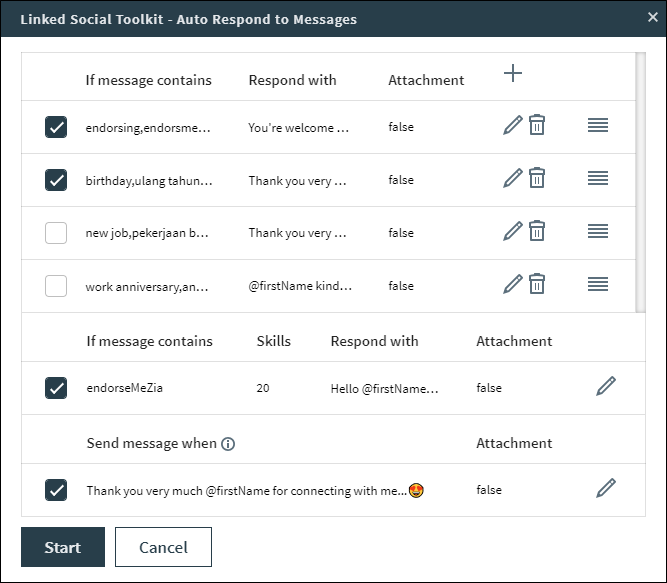 Linked Social Toolkit - Auto Respond to Messages
If message contains Respond with Attachment
endorsing,endorsme... You're welcome ... false
birthday,ulang tahun... Thank you very ... false
new job,pekerjaan b... Thank you very ... false
work anniversary,an... @firstName kind... false
If message contains Skills Respond with Attachment
endorseMeZia 20 Hello @firstName... false
Send message when Attachment
Thank you very much @firstName for connecting with me...😍 false
Start Cancel